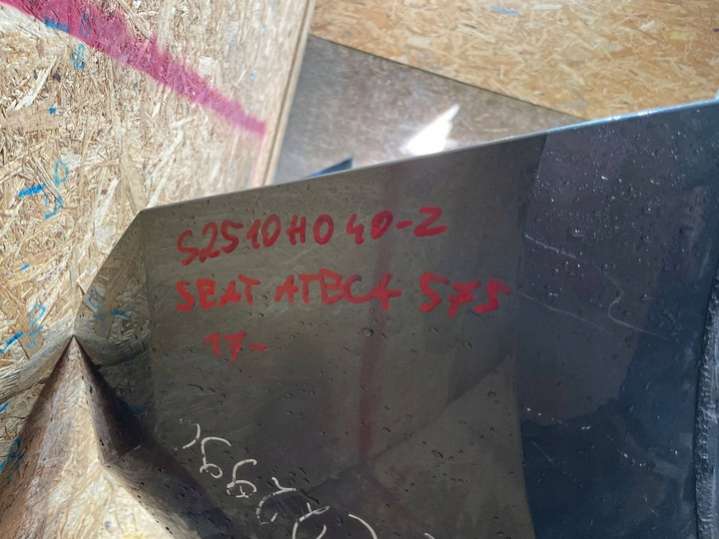 S2510H040-Z
SEAT ATECA 575
17-